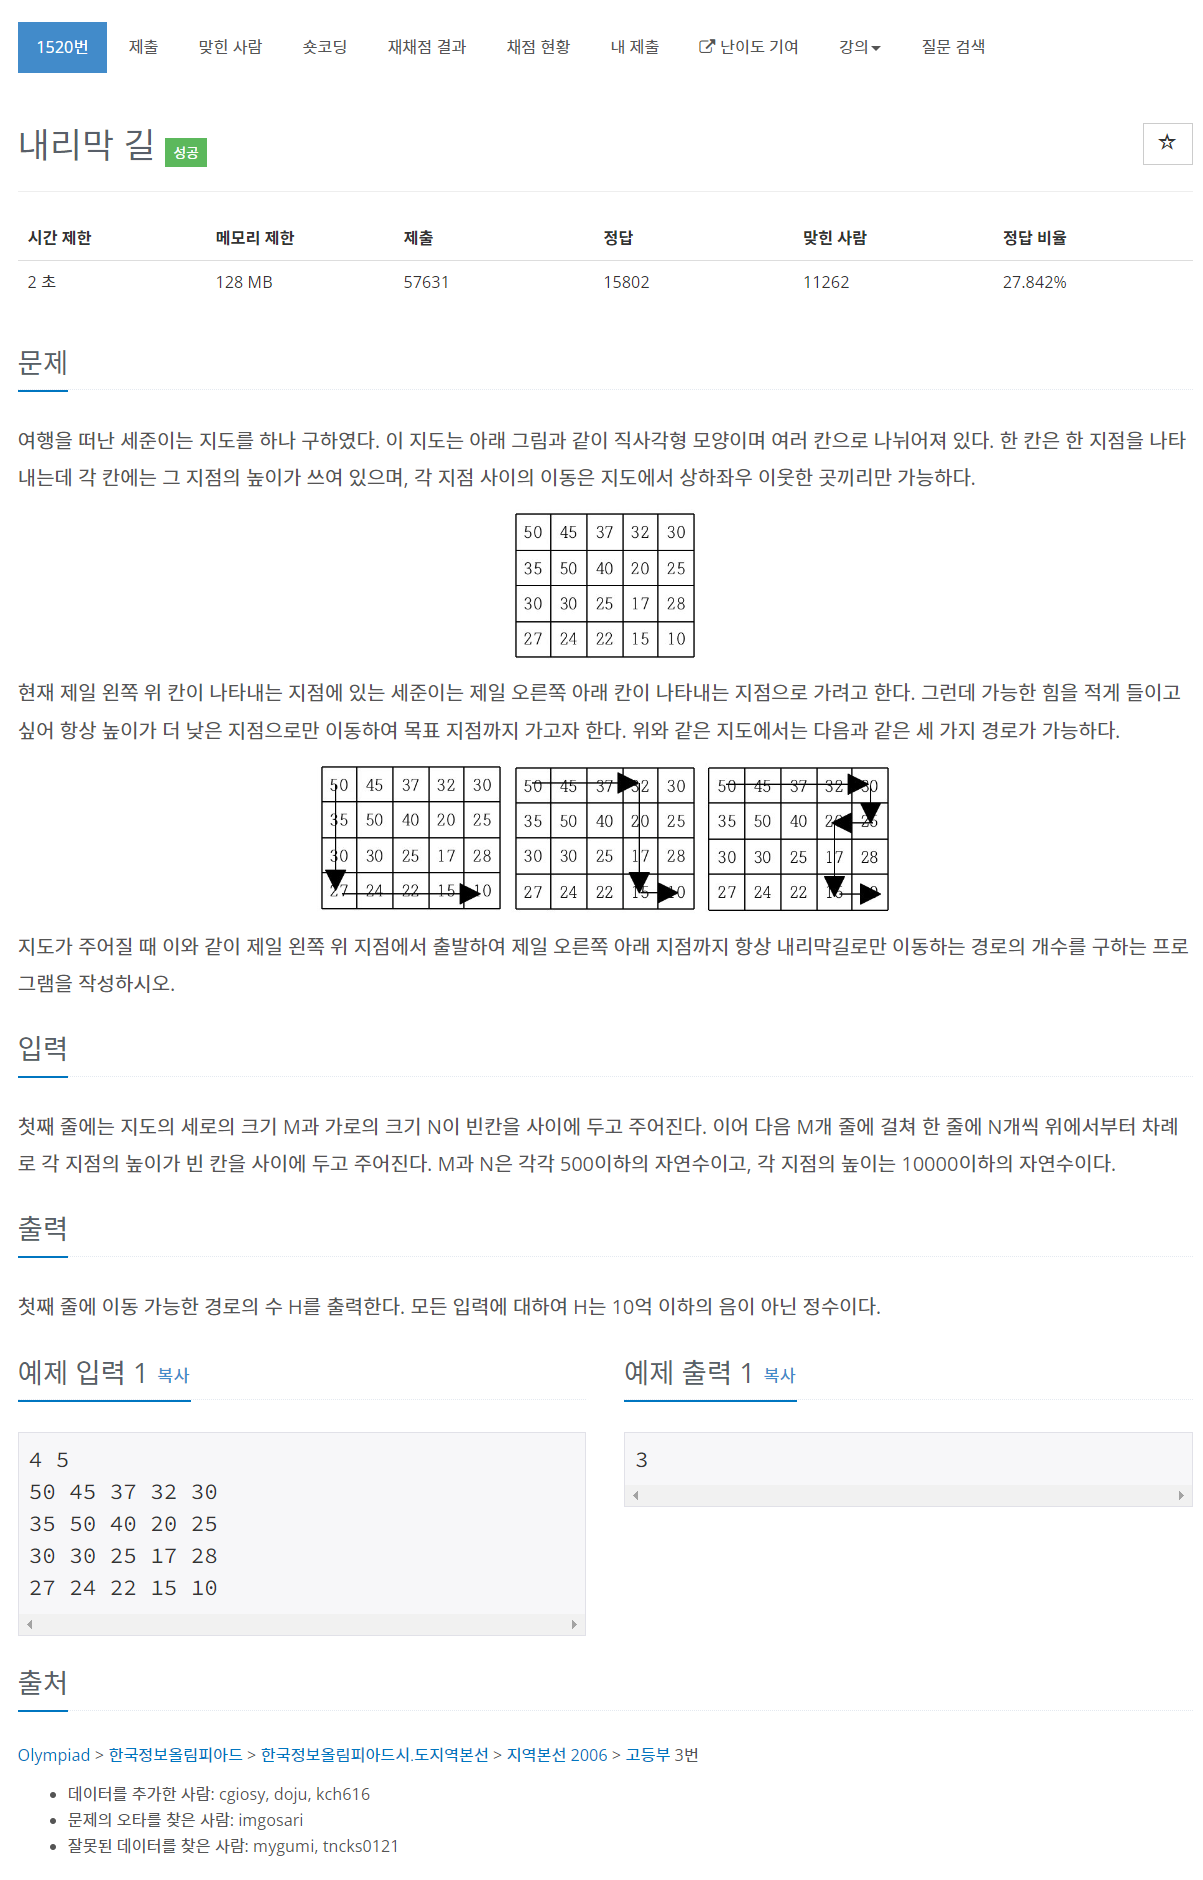 1520번 제출 맞힌 사람 숏코딩 재채점 결과 채점 현황 내 제출 난이도 기여 강의 질문 검색
내리막 길 성공
시간 제한 메모리 제한 제출 정답 맞힌 사람 정답 비율
2 초 128 MB 57631 15802 11262 27.842%
문제
여행을 떠난 세준이는 지도를 하나 구하였다. 이 지도는 아래 그림과 같이 직사각형 모양이며 여러 칸으로 나뉘어져 있다. 한 칸은 한 지점을 나타
내는데 각 칸에는 그 지점의 높이가 쓰여 있으며, 각 지점 사이의 이동은 지도에서 상하좌우 이웃한 곳끼리만 가능하다.
50 45 37 32 30
35 50 40 20 25
30 30 25 17 28
27 24 22 15 10
현재 제일 왼쪽 위 칸이 나타내는 지점에 있는 세준이는 제일 오른쪽 아래 칸이 나타내는 지점으로 가려고 한다. 그런데 가능한 힘을 적게 들이고
싶어 항상 높이가 더 낮은 지점으로만 이동하여 목표 지점까지 가고자 한다. 위와 같은 지도에서는 다음과 같은 세 가지 경로가 가능하다.
50 45 37 32 30 50 45 37 32 30 50 45 37 32 30
35 50 40 20 25 35 50 40 20 25 35 50 40 20 25
30 30 25 17 28 30 30 25 17 28 30 30 25 17 28
27 24 22 15 10 27 24 22 15 10 27 24 22 15 10
지도가 주어질 때 이와 같이 제일 왼쪽 위 지점에서 출발하여 제일 오른쪽 아래 지점까지 항상 내리막길로만 이동하는 경로의 개수를 구하는 프로
그램을 작성하시오.
입력
첫째 줄에는 지도의 세로의 크기 M과 가로의 크기 N이 빈칸을 사이에 두고 주어진다. 이어 다음 M개 줄에 걸쳐 한 줄에 N개씩 위에서부터 차례
로 각 지점의 높이가 빈 칸을 사이에 두고 주어진다. M과 N은 각각 500이하의 자연수이고, 각 지점의 높이는 10000이하의 자연수이다.
출력
첫째 줄에 이동 가능한 경로의 수 H를 출력한다. 모든 입력에 대하여 H는 10억 이하의 음이 아닌 정수이다.
예제 입력 1 복사 예제 출력 1 복사
4 5 3
50 45 37 32 30
35 50 40 20 25
30 30 25 17 28
27 24 22 15 10
출처
Olympiad > 한국정보올림피아드 > 한국정보올림피아드시.도지역본선 > 지역본선 2006 > 고등부 3번
데이터를 추가한 사람: cgiosy, doju, kch616
문제의 오타를 찾은 사람: imgosari
잘못된 데이터를 찾은 사람: mygumi, tncks0121